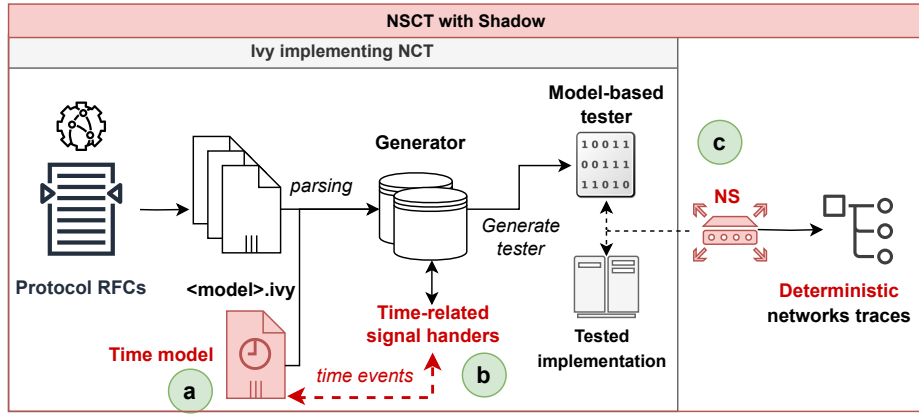 NSCT with Shadow
Ivy implementing NCT
Model-based
tester
10011
00111
11010
Generator
parsing
Generate
tester
c
NS
Protocol RFCs
<model>.ivy
Time-related
signal handers
Tested
implementation
Deterministic
networks traces
Time model
a
time events
b